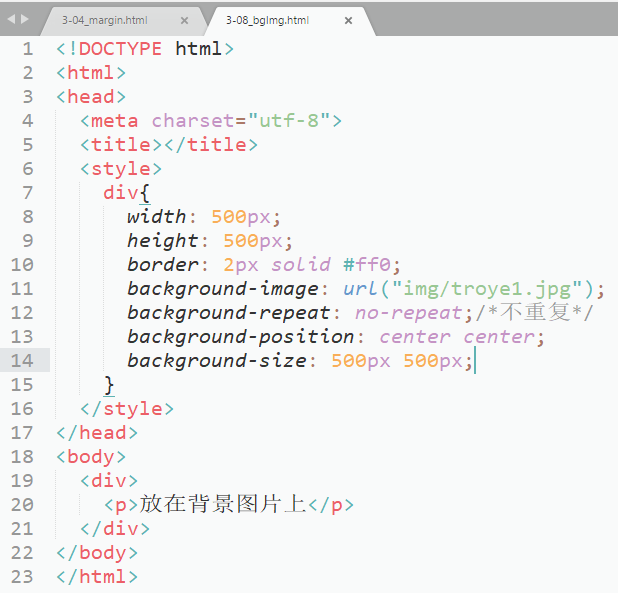 3-04_margin.html × 3-08_bgImg.html ×
1 <!DOCTYPE html>
2 <html>
3 <head>
4 <meta charset="utf-8">
5 <title></title>
6 <style>
7 div{
8 width: 500px;
9 height: 500px;
10 border: 2px solid #ff0;
11 background-image: url("img/troye1.jpg");
12 background-repeat: no-repeat;/*不重复*/
13 background-position: center center;
14 background-size: 500px 500px;
15 }
16 </style>
17 </head>
18 <body>
19 <div>
20 <p>放在背景图片上</p>
21 </div>
22 </body>
23 </html>